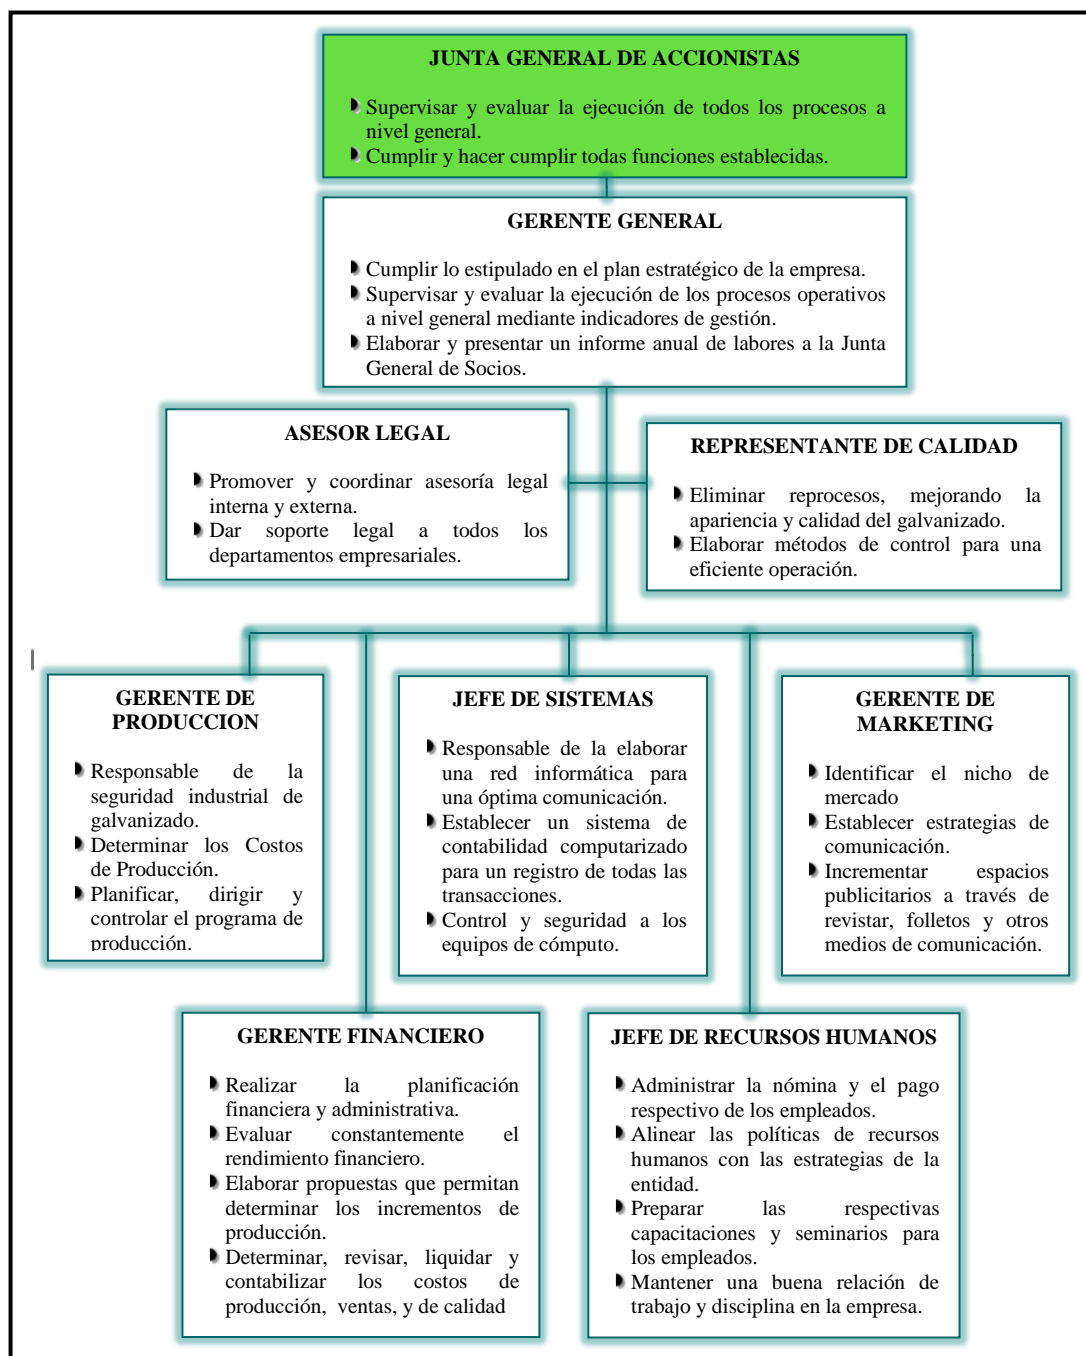 JUNTA GENERAL DE ACCIONISTAS
Supervisar y evaluar la ejecución de todos los procesos a
nivel general.
Cumplir y hacer cumplir todas funciones establecidas.
GERENTE GENERAL
Cumplir lo estipulado en el plan estratégico de la empresa.
Supervisar y evaluar la ejecución de los procesos operativos
a nivel general mediante indicadores de gestión.
Elaborar y presentar un informe anual de labores a la Junta
General de Socios.
ASESOR LEGAL
Promover y coordinar asesoría legal
interna y externa.
Dar soporte legal a todos los
departamentos empresariales.
REPRESENTANTE DE CALIDAD
Eliminar reprocesos, mejorando la
apariencia y calidad del galvanizado.
Elaborar métodos de control para una
eficiente operación.
GERENTE DE
PRODUCCION
Responsable de la
seguridad industrial de
galvanizado.
Determinar los Costos
de Producción.
Planificar, dirigir y
controlar el programa de
producción.
JEFE DE SISTEMAS
Responsable de la elaborar
una red informática para
una óptima comunicación.
Establecer un sistema de
contabilidad computarizado
para un registro de todas las
transacciones.
Control y seguridad a los
equipos de cómputo.
GERENTE DE
MARKETING
Identificar el nicho de
mercado
Establecer estrategias de
comunicación.
Incrementar espacios
publicitarios a través de
revistar, folletos y otros
medios de comunicación.
GERENTE FINANCIERO
Realizar la planificación
financiera y administrativa.
Evaluar constantemente el
rendimiento financiero.
Elaborar propuestas que permitan
determinar los incrementos de
producción.
Determinar, revisar, liquidar y
contabilizar los costos de
producción, ventas, y de calidad
JEFE DE RECURSOS HUMANOS
Administrar la nómina y el pago
respectivo de los empleados.
Alinear las políticas de recursos
humanos con las estrategias de la
entidad.
Preparar las respectivas
capacitaciones y seminarios para
los empleados.
Mantener una buena relación de
trabajo y disciplina en la empresa.